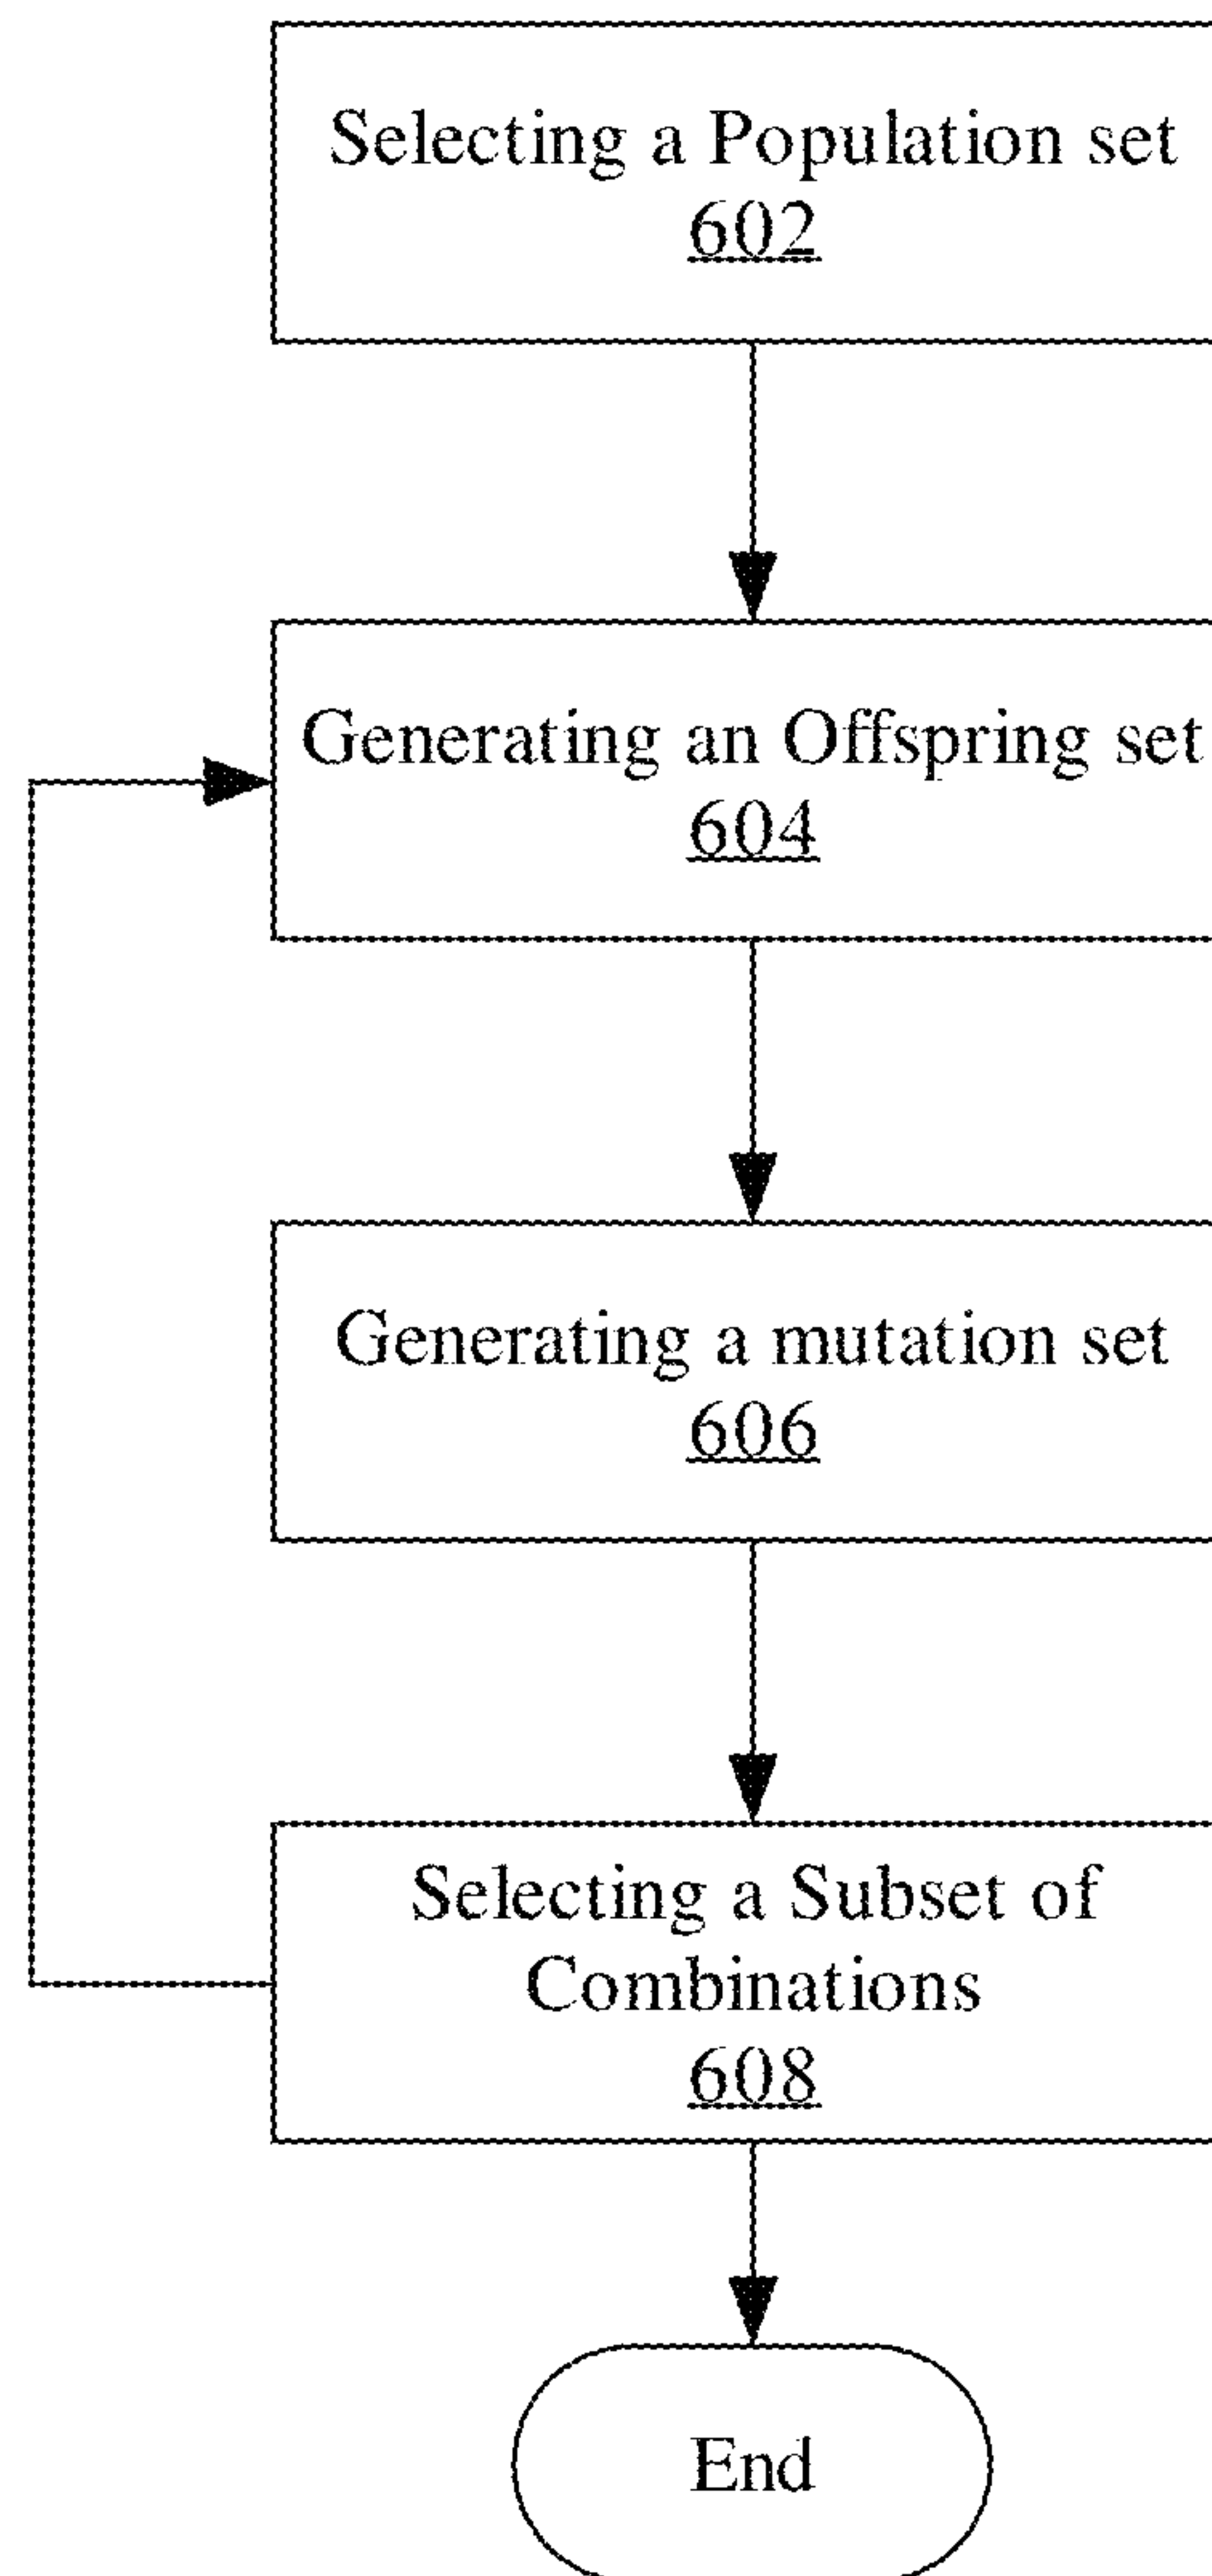 Selecting a Population set
602
Generating an Offspring set
604
Generating a mutation set
606
Selecting a Subset of
Combinations
608
End